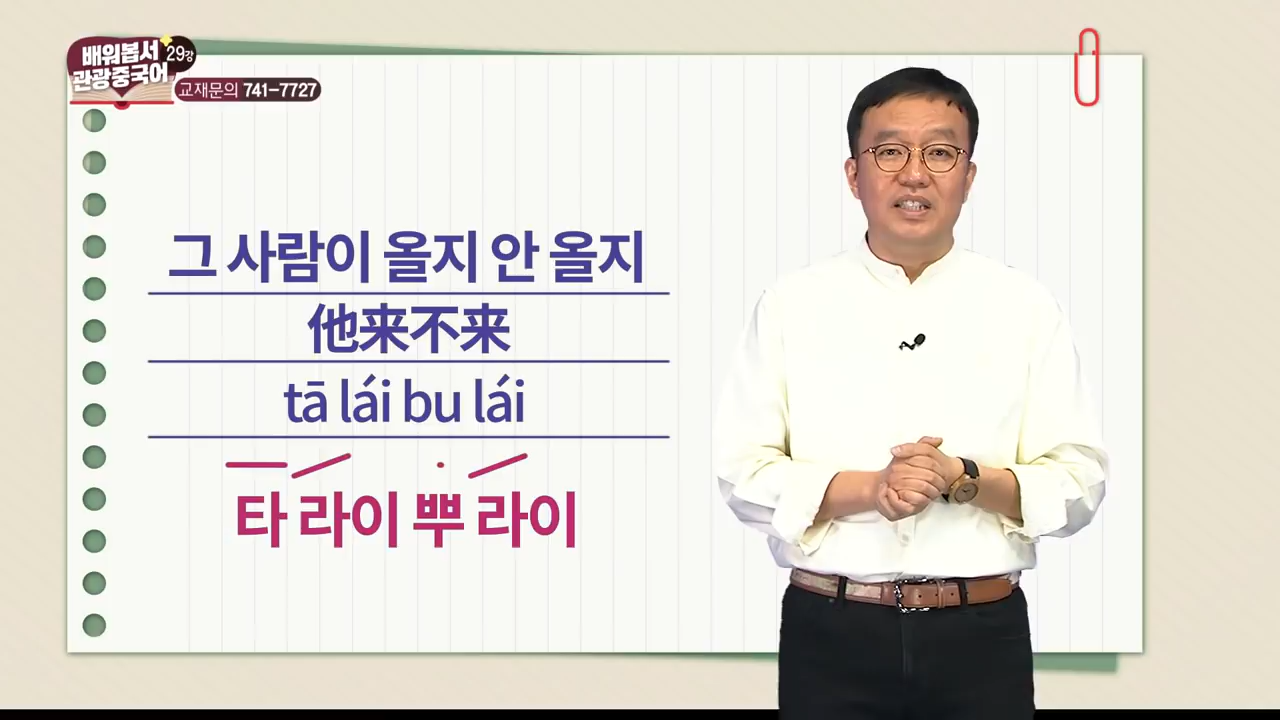 배워봅서 29강
관광중국어
교재문의 741-7727
그 사람이 올지 안 올지
他来不来
tā lái bu lái
타 라이 뿌 라이